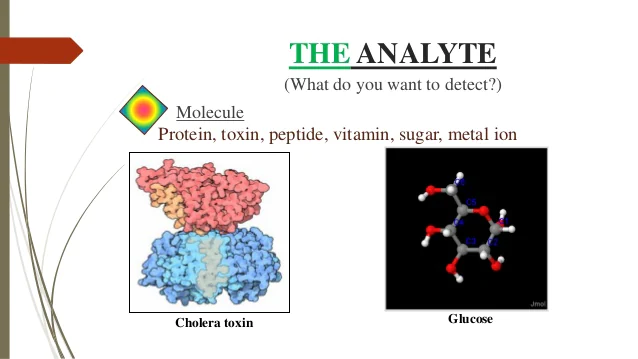 THE ANALYTE
(What do you want to detect?)
Molecule
Protein, toxin, peptide, vitamin, sugar, metal ion
Jmol
Cholera toxin
Glucose